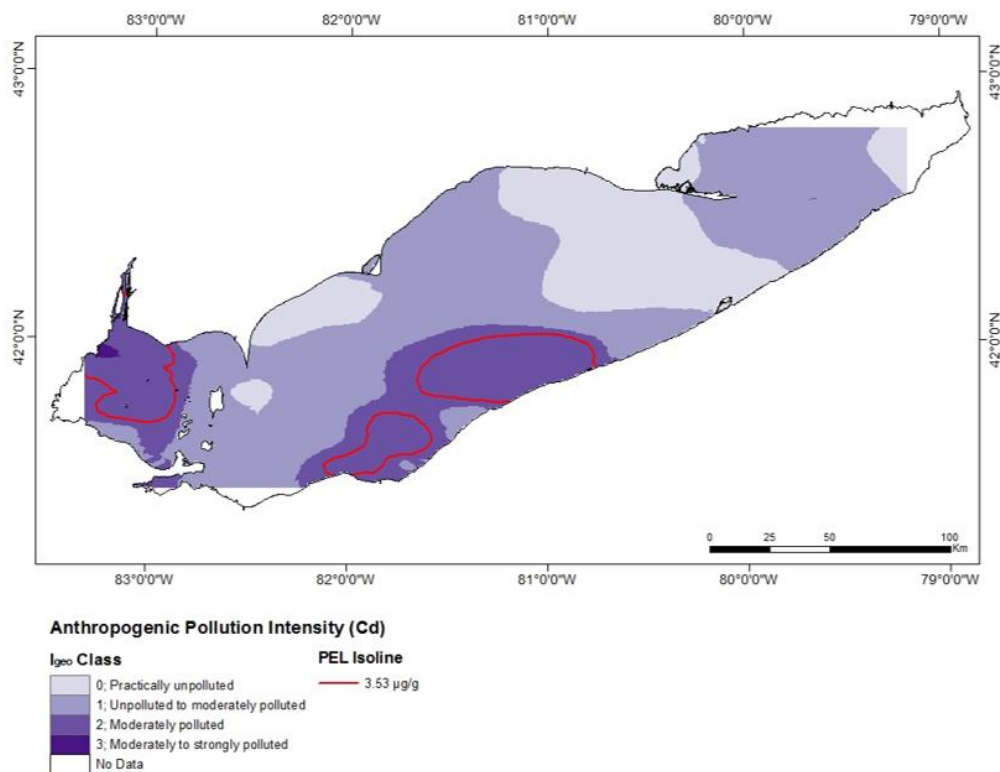 83°0'0"W 82°0'0"W 81°0'0"W 80°0'0"W 79°0'0"W
43°0'0"N 43°0'0"N
42°0'0"N 42°0'0"N
0 25 50 100
Km
83°0'0"W 82°0'0"W 81°0'0"W 80°0'0"W 79°0'0"W
Anthropogenic Pollution Intensity (Cd)
Igeo Class PEL Isoline
0; Practically unpolluted 3.53 µg/g
1; Unpolluted to moderately polluted
2; Moderately polluted
3; Moderately to strongly polluted
No Data